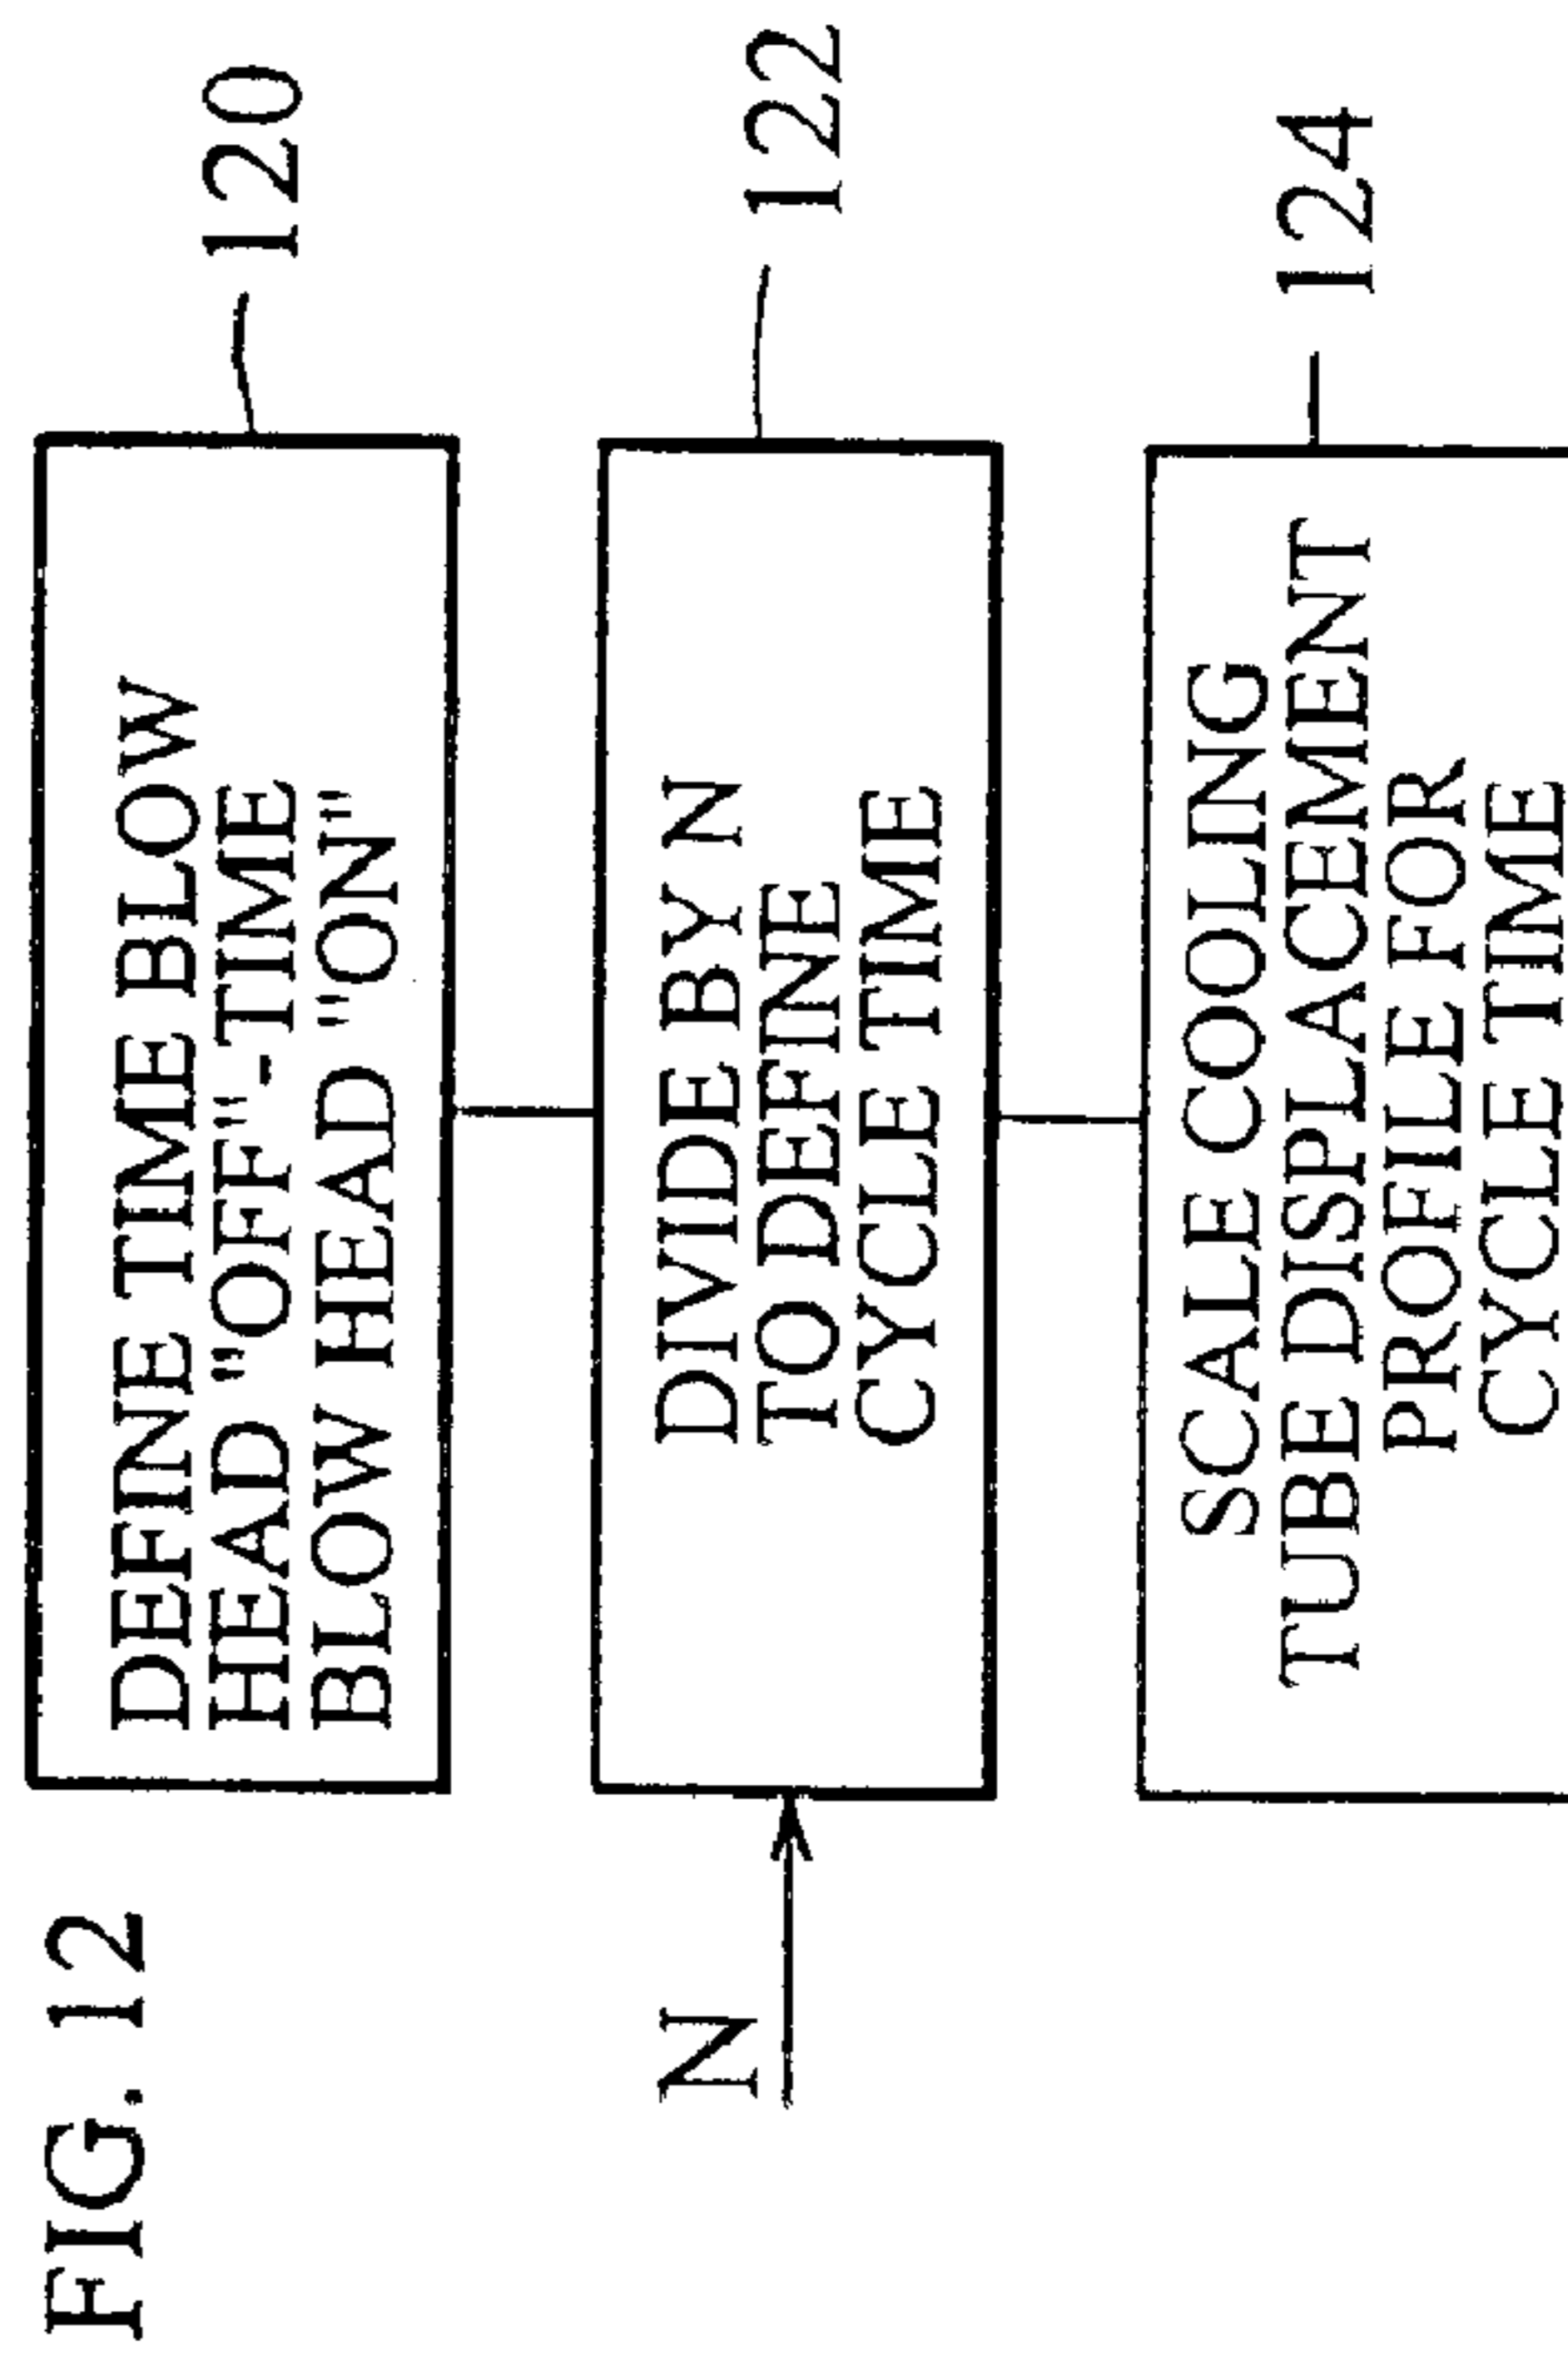 FIG. 12
DEFINE TIME BLOW
HEAD "OFF"-TIME
BLOW HEAD "ON"
120
N
DIVIDE BY N
TO DEFINE
CYCLE TIME
122
SCALE COOLING
TUBE DISPLACEMENT
PROFILE FOR
CYCLE TIME
124